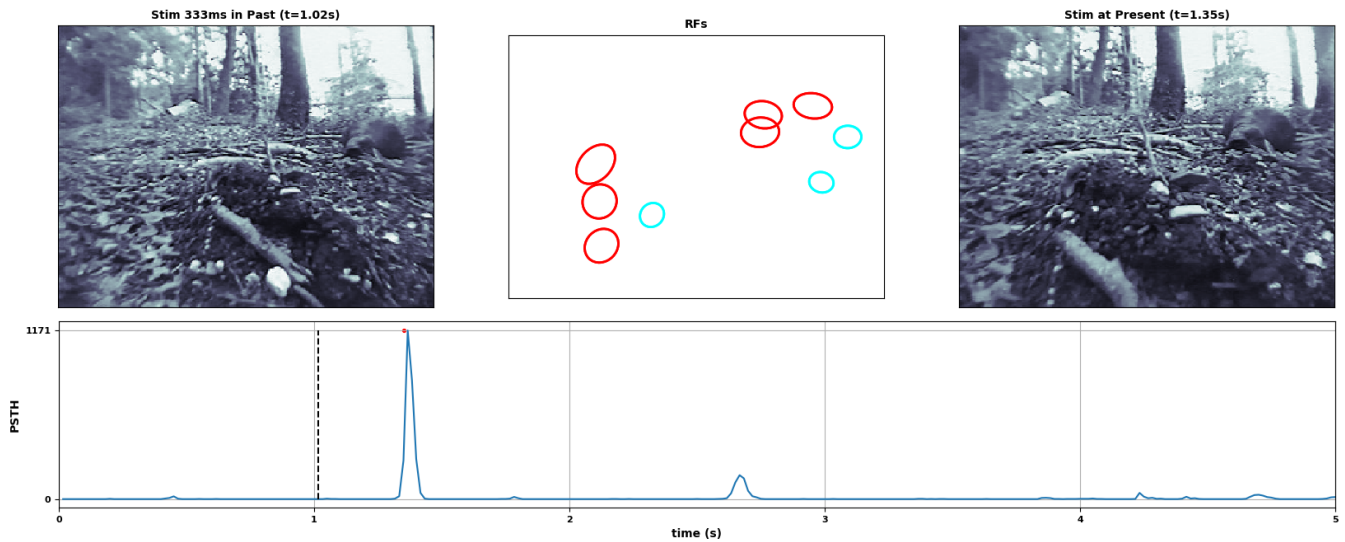 Stim 333ms in Past (t=1.02s)
RFs
Stim at Present (t=1.35s)
1171
0
PSTH
0 1 2 3 4 5
time (s)